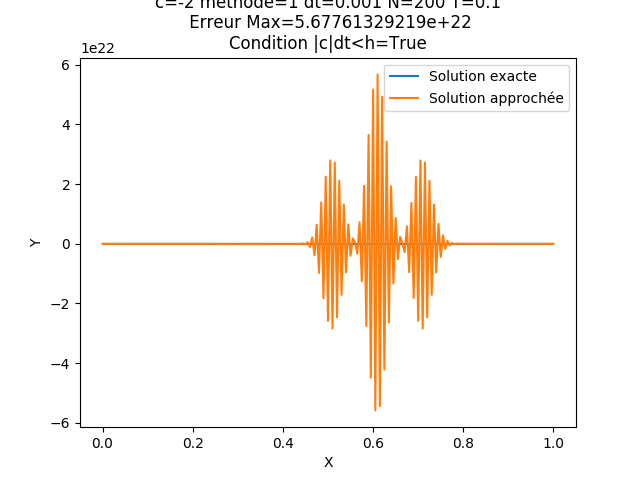 c=-2 methode=1 dt=0.001 N=200 T=0.1
Erreur Max=5.67761329219e+22
Condition |c|dt<h=True
1e22
Solution exacte
Solution approchée
6
4
2
0
−2
−4
−6
Y
0.0 0.2 0.4 0.6 0.8 1.0
X